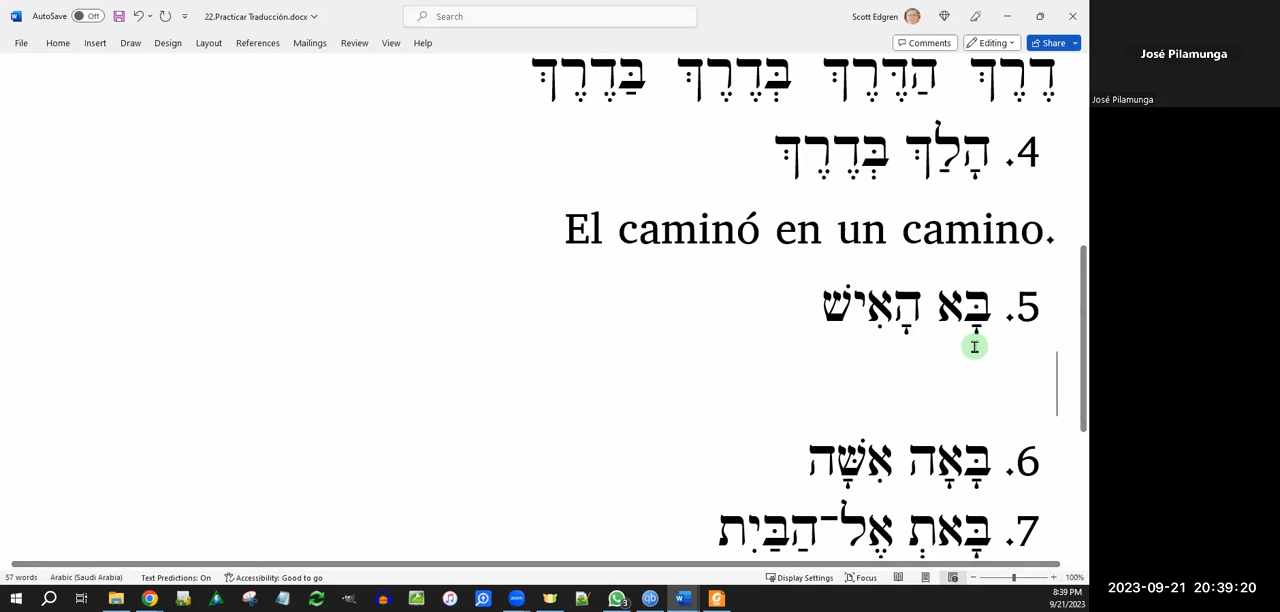 AutoSave Off 22.Practicar Traducción.docx Search Scott Edgren
File Home Insert Draw Design Layout References Mailings Review View Help Comments Editing Share
José Pilamunga
José Pilamunga
דֶרֶךְ הַדֶּרֶךְ בְּדֶרֶךְ בַּדֶרֶךְ
4. הָלַךְ בְּדֶרֶךְ
El caminó en un camino.
5. בָּא הָאִישׁ
6. בָּאָה אִשָּׁה
7. בָּאתְ אֶל־הַבַּיִת
57 words Arabic (Saudi Arabia) Text Predictions: On Accessibility: Good to go Display Settings Focus 100%
3
8:39 PM
9/21/2023
2023-09-21 20:39:20